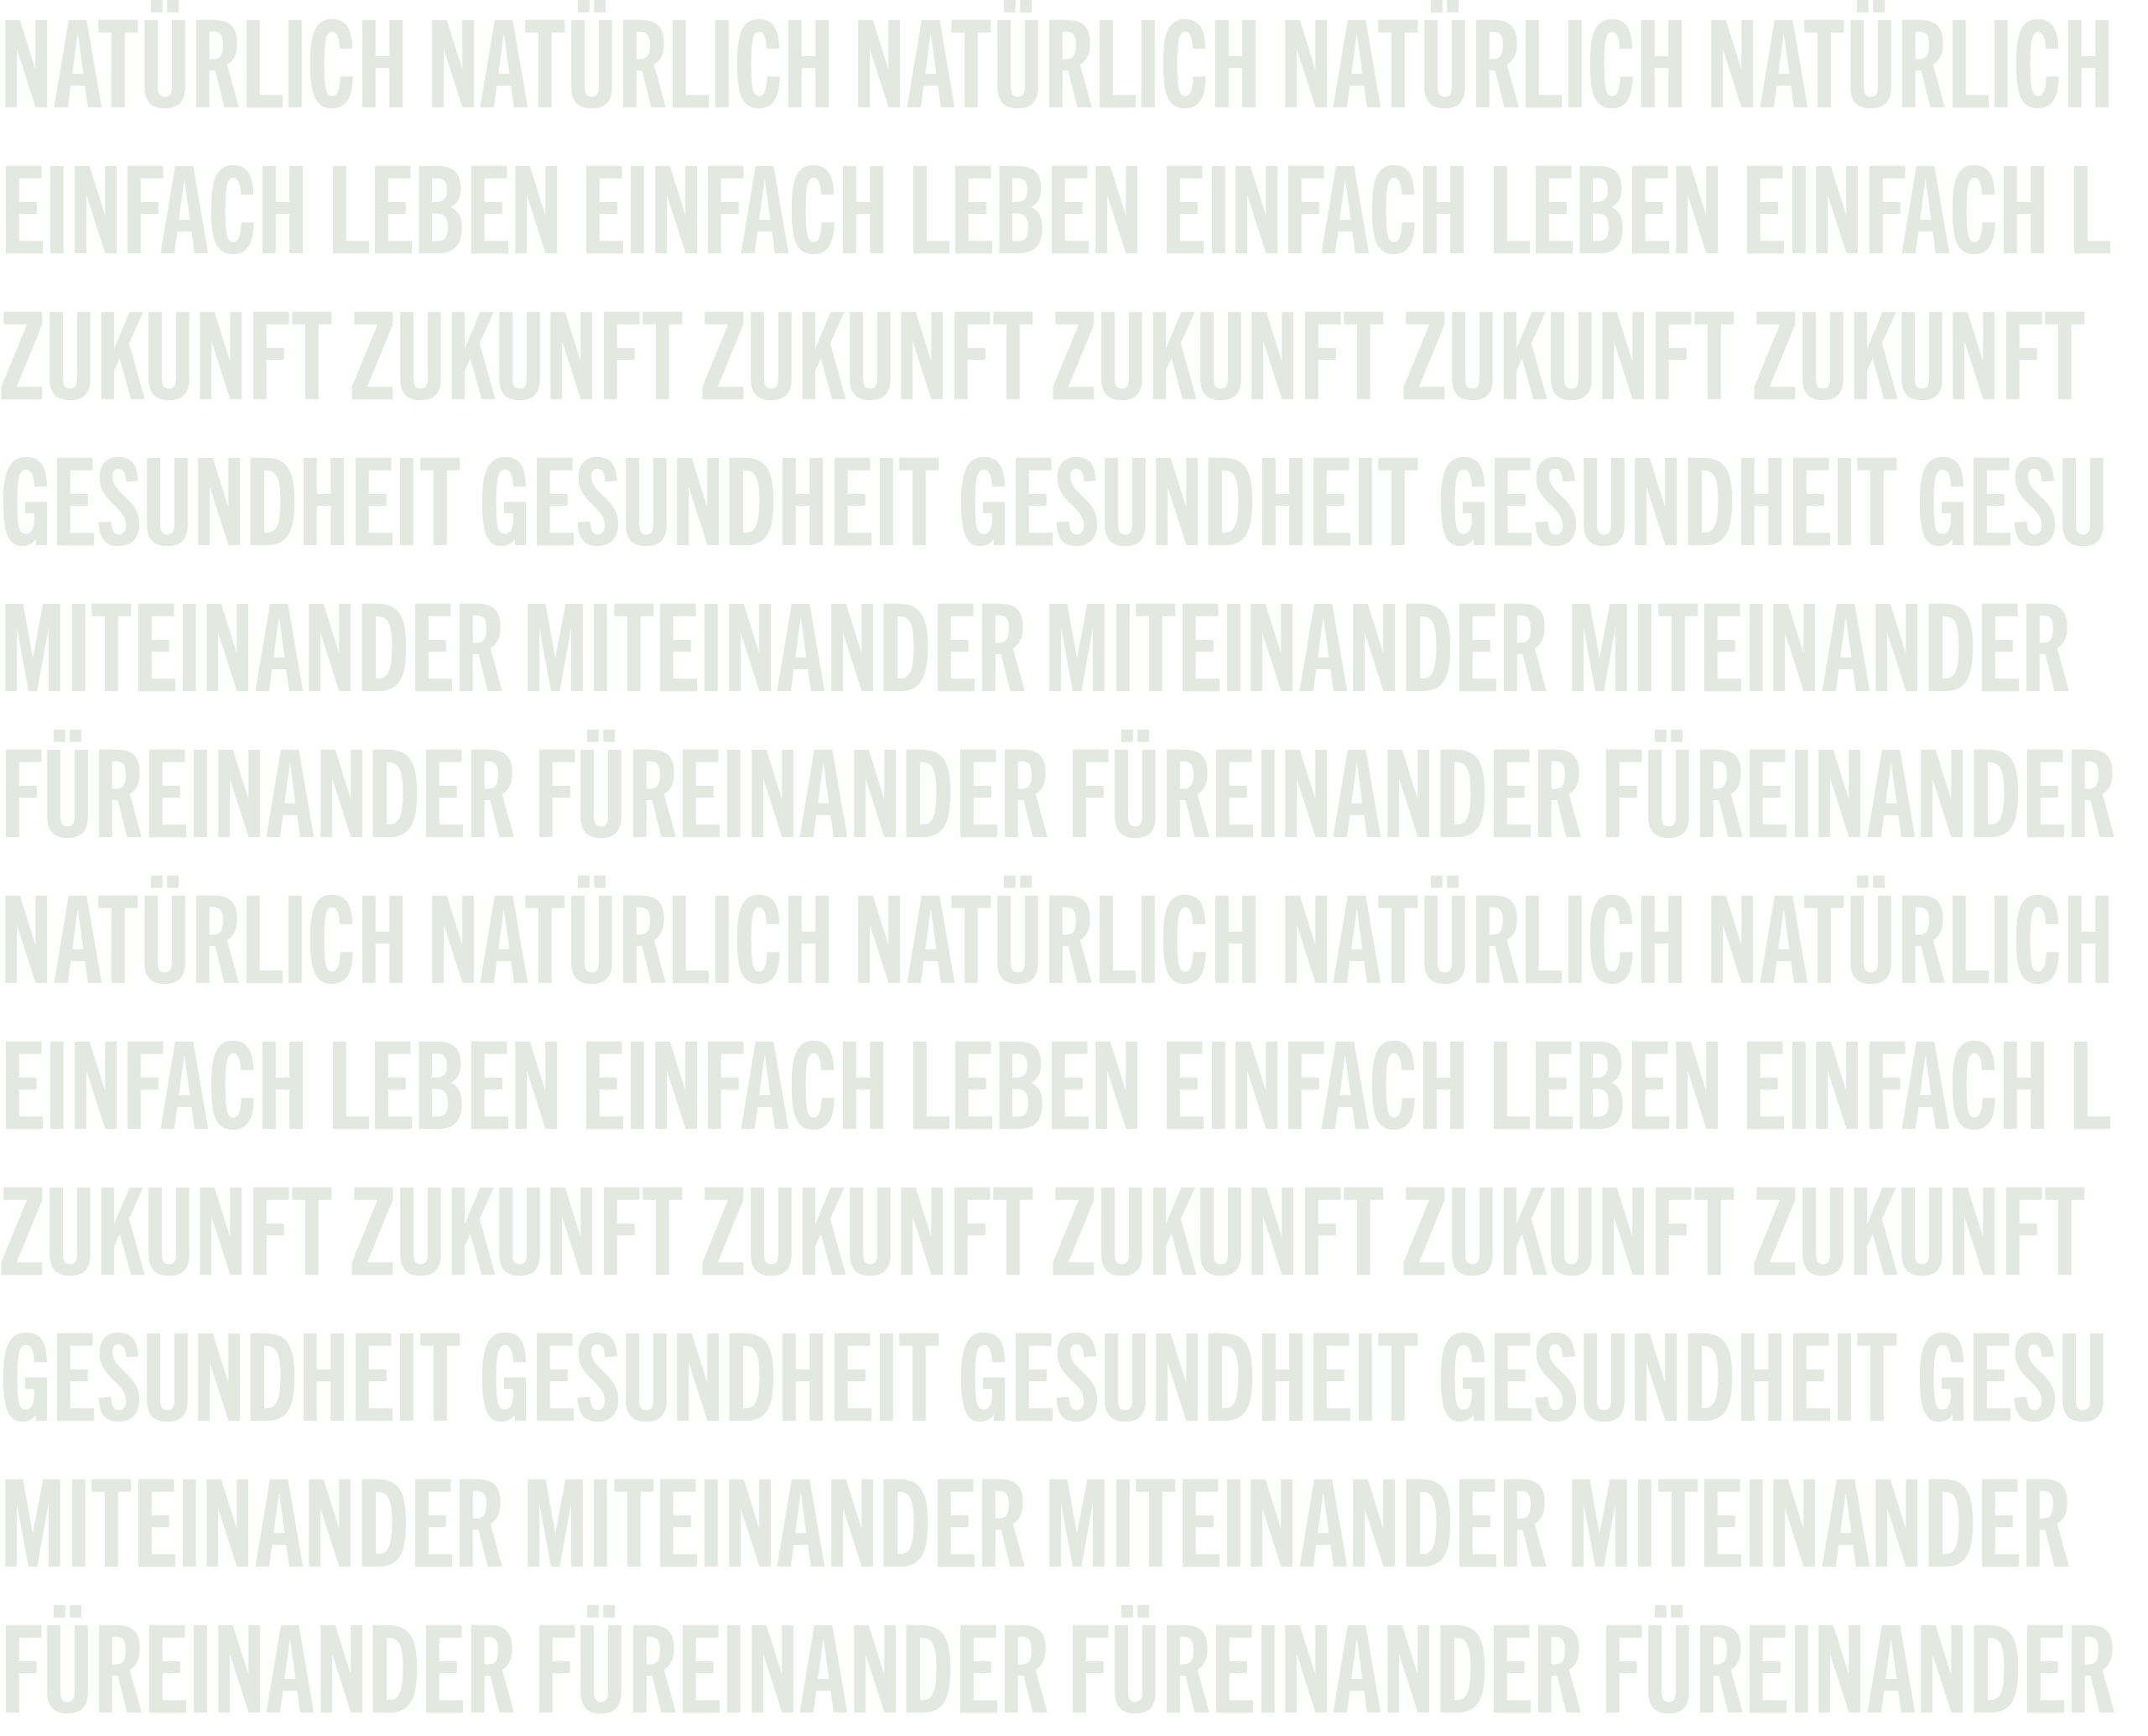 NATÜRLICH NATÜRLICH NATÜRLICH NATÜRLICH NATÜRLICH
EINFACH LEBEN EINFACH LEBEN EINFACH LEBEN EINFACH L
ZUKUNFT ZUKUNFT ZUKUNFT ZUKUNFT ZUKUNFT ZUKUNFT
GESUNDHEIT GESUNDHEIT GESUNDHEIT GESUNDHEIT GESU
MITEINANDER MITEINANDER MITEINANDER MITEINANDER
FÜREINANDER FÜREINANDER FÜREINANDER FÜREINANDER
NATÜRLICH NATÜRLICH NATÜRLICH NATÜRLICH NATÜRLICH
EINFACH LEBEN EINFACH LEBEN EINFACH LEBEN EINFACH L
ZUKUNFT ZUKUNFT ZUKUNFT ZUKUNFT ZUKUNFT ZUKUNFT
GESUNDHEIT GESUNDHEIT GESUNDHEIT GESUNDHEIT GESU
MITEINANDER MITEINANDER MITEINANDER MITEINANDER
FÜREINANDER FÜREINANDER FÜREINANDER FÜREINANDER